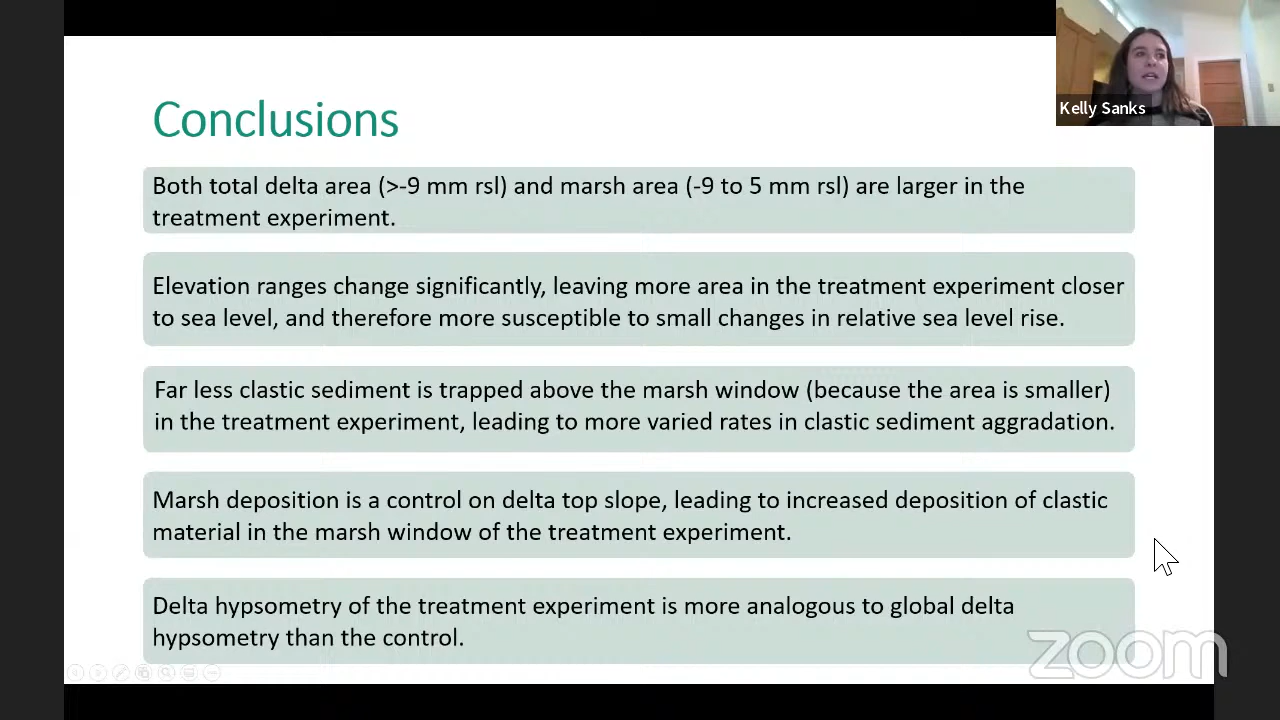 Kelly Sanks
Conclusions
Both total delta area (>-9 mm rsl) and marsh area (-9 to 5 mm rsl) are larger in the
treatment experiment.
Elevation ranges change significantly, leaving more area in the treatment experiment closer
to sea level, and therefore more susceptible to small changes in relative sea level rise.
Far less clastic sediment is trapped above the marsh window (because the area is smaller)
in the treatment experiment, leading to more varied rates in clastic sediment aggradation.
Marsh deposition is a control on delta top slope, leading to increased deposition of clastic
material in the marsh window of the treatment experiment.
Delta hypsometry of the treatment experiment is more analogous to global delta
hypsometry than the control.
zoom